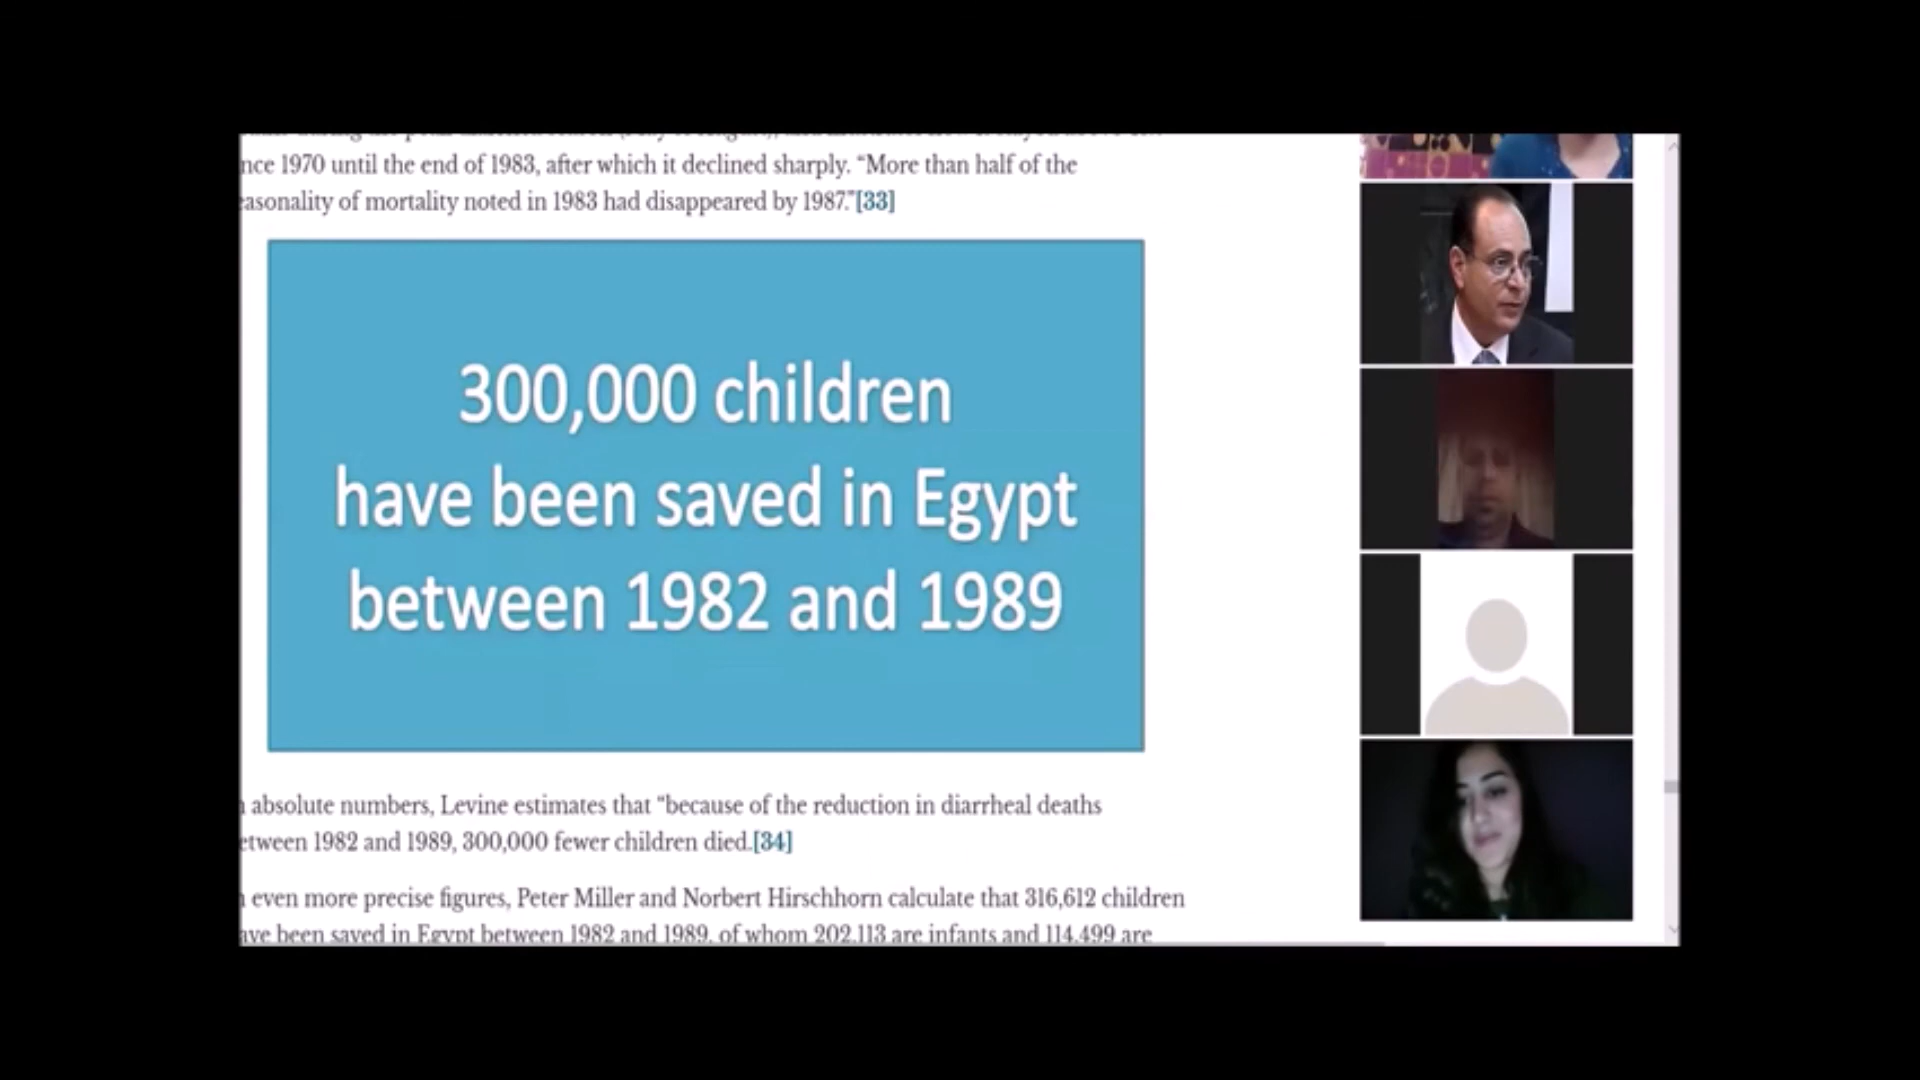 nce 1970 until the end of 1983, after which it declined sharply. “More than half of the
easonality of mortality noted in 1983 had disappeared by 1987.”[33]
300,000 children
have been saved in Egypt
between 1982 and 1989
absolute numbers, Levine estimates that “because of the reduction in diarrheal deaths
etween 1982 and 1989, 300,000 fewer children died.[34]
even more precise figures, Peter Miller and Norbert Hirschhorn calculate that 316,612 children
ave been saved in Egypt between 1982 and 1989, of whom 202,113 are infants and 114,499 are